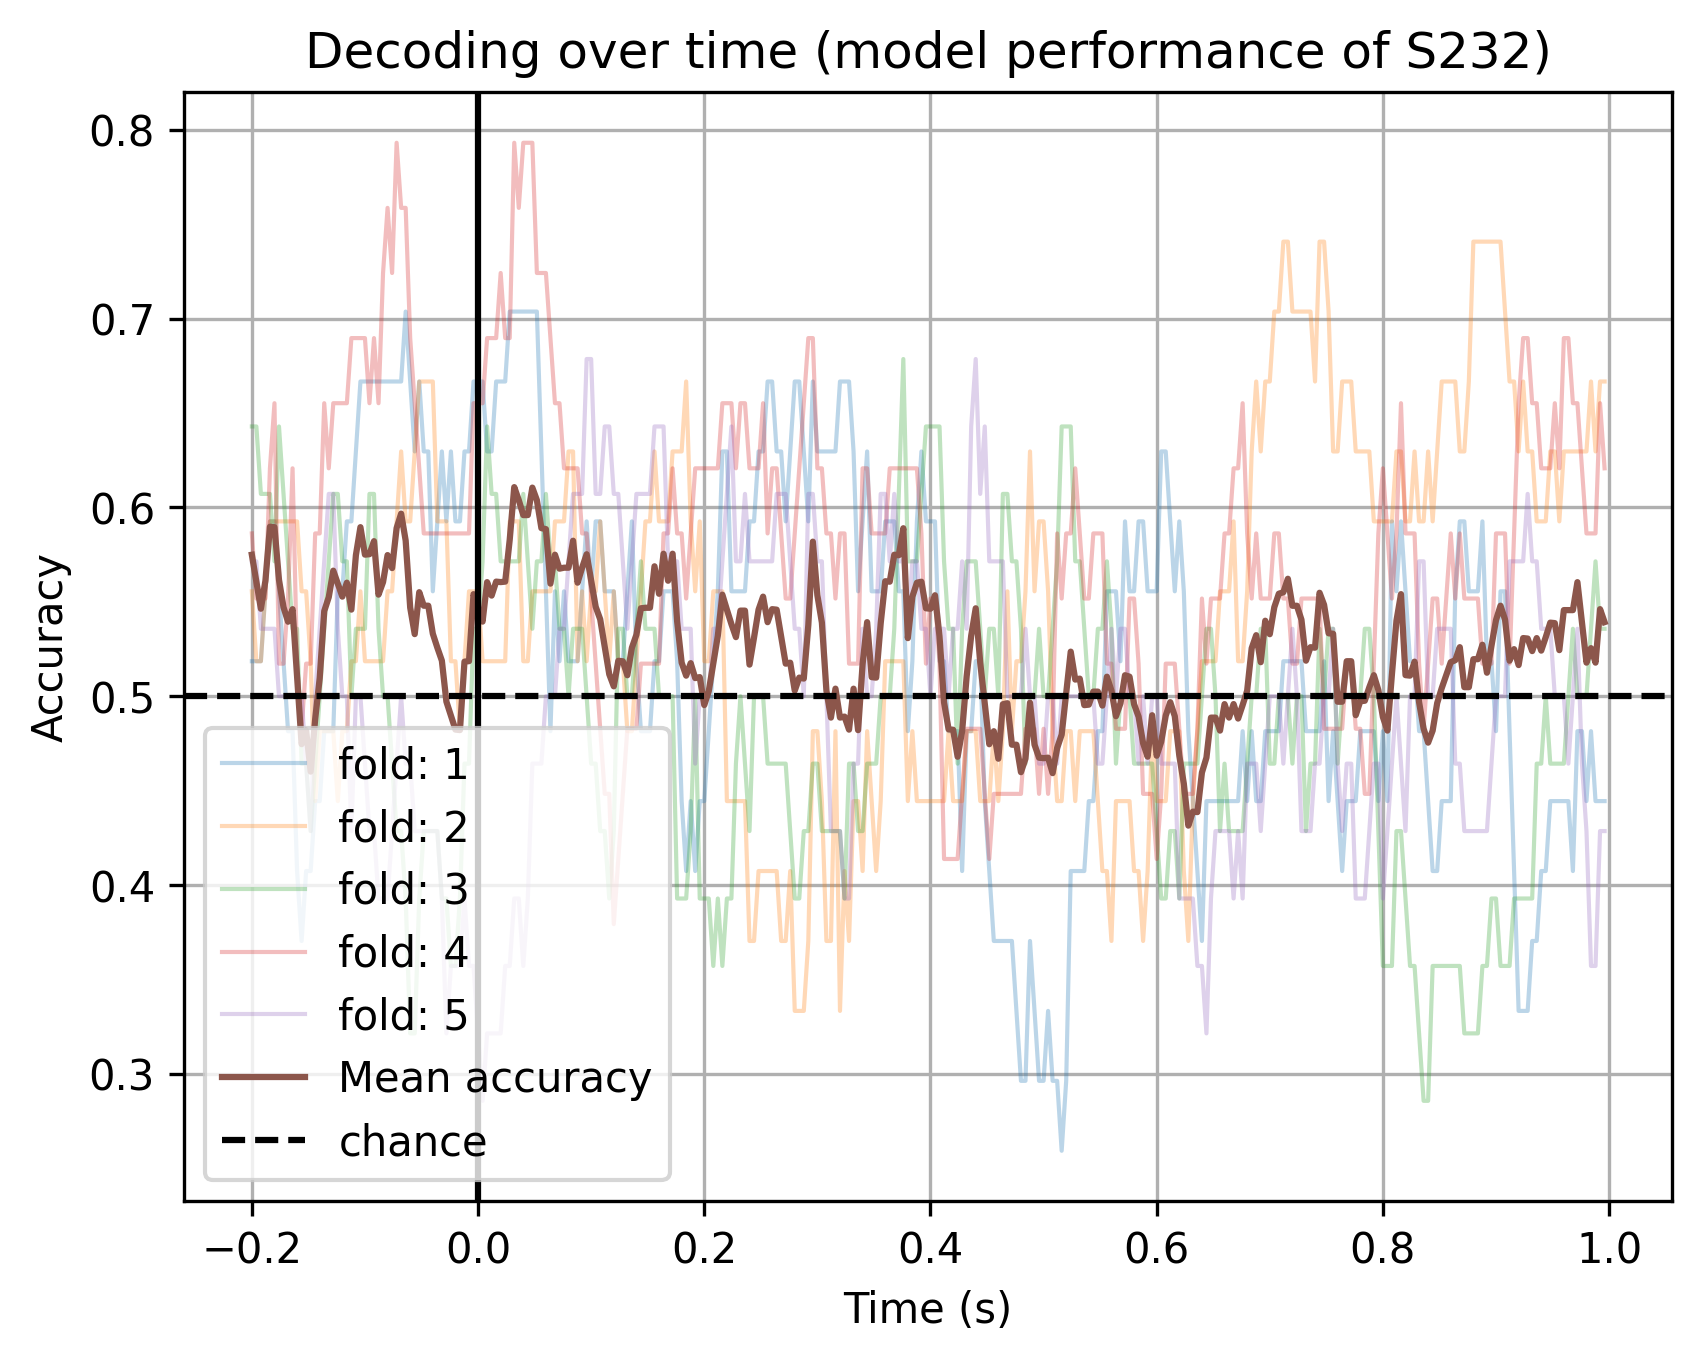 Decoding over time (model performance of S232)
Accuracy
0.8
0.7
0.6
0.5
0.4
0.3
fold: 1
fold: 2
fold: 3
fold: 4
fold: 5
Mean accuracy
chance
−0.2 0.0 0.2 0.4 0.6 0.8 1.0
Time (s)